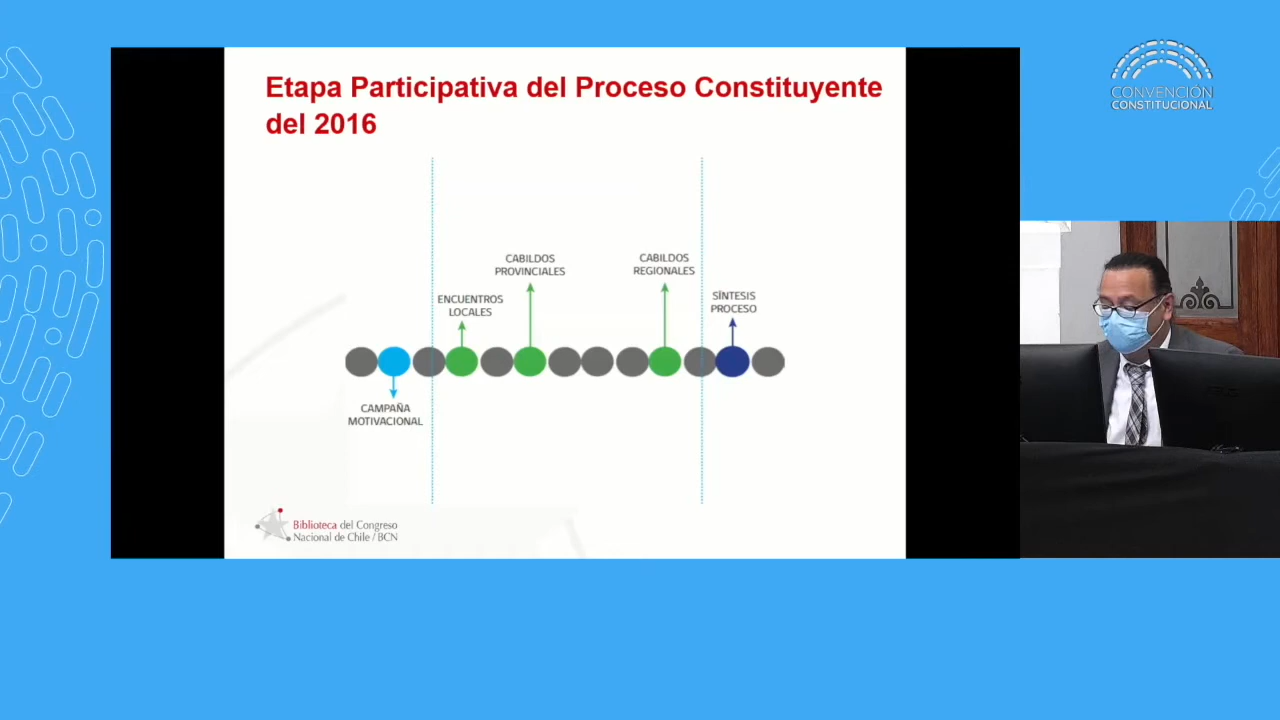 Etapa Participativa del Proceso Constituyente
del 2016
CONVENCIÓN
CONSTITUCIONAL
CABILDOS
PROVINCIALES
CABILDOS
REGIONALES
ENCUENTROS
LOCALES
SÍNTESIS
PROCESO
CAMPAÑA
MOTIVACIONAL
Biblioteca del Congreso
Nacional de Chile / BCN